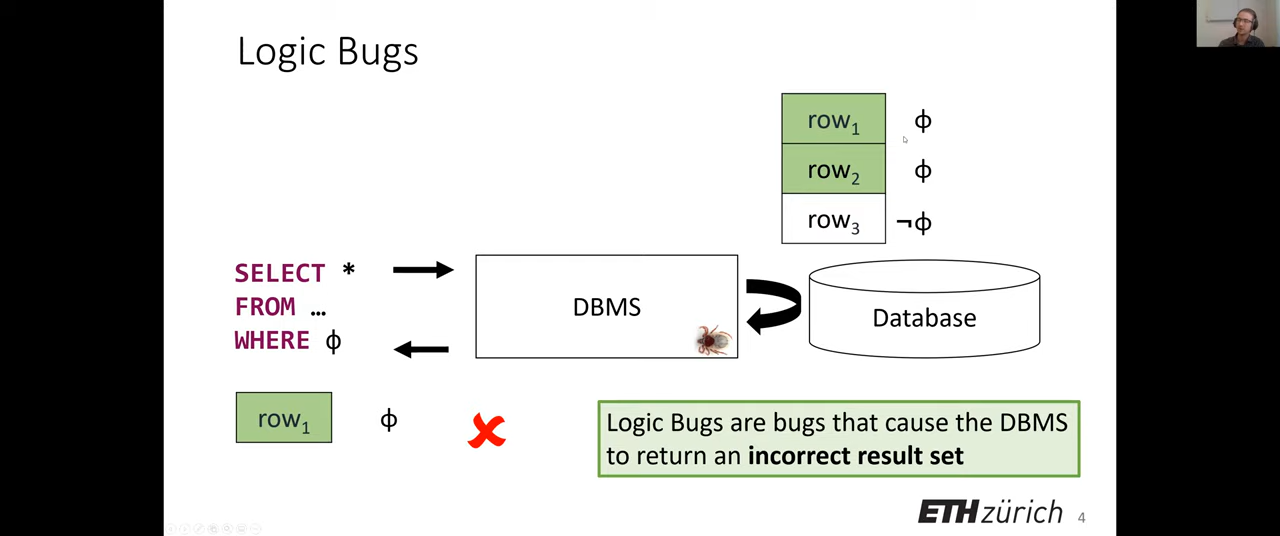 Logic Bugs
row₁ ϕ
row₂ ϕ
row₃ ¬ϕ
SELECT *
FROM …
WHERE ϕ
DBMS
Database
row₁ ϕ
Logic Bugs are bugs that cause the DBMS
to return an incorrect result set
ETH zürich 4